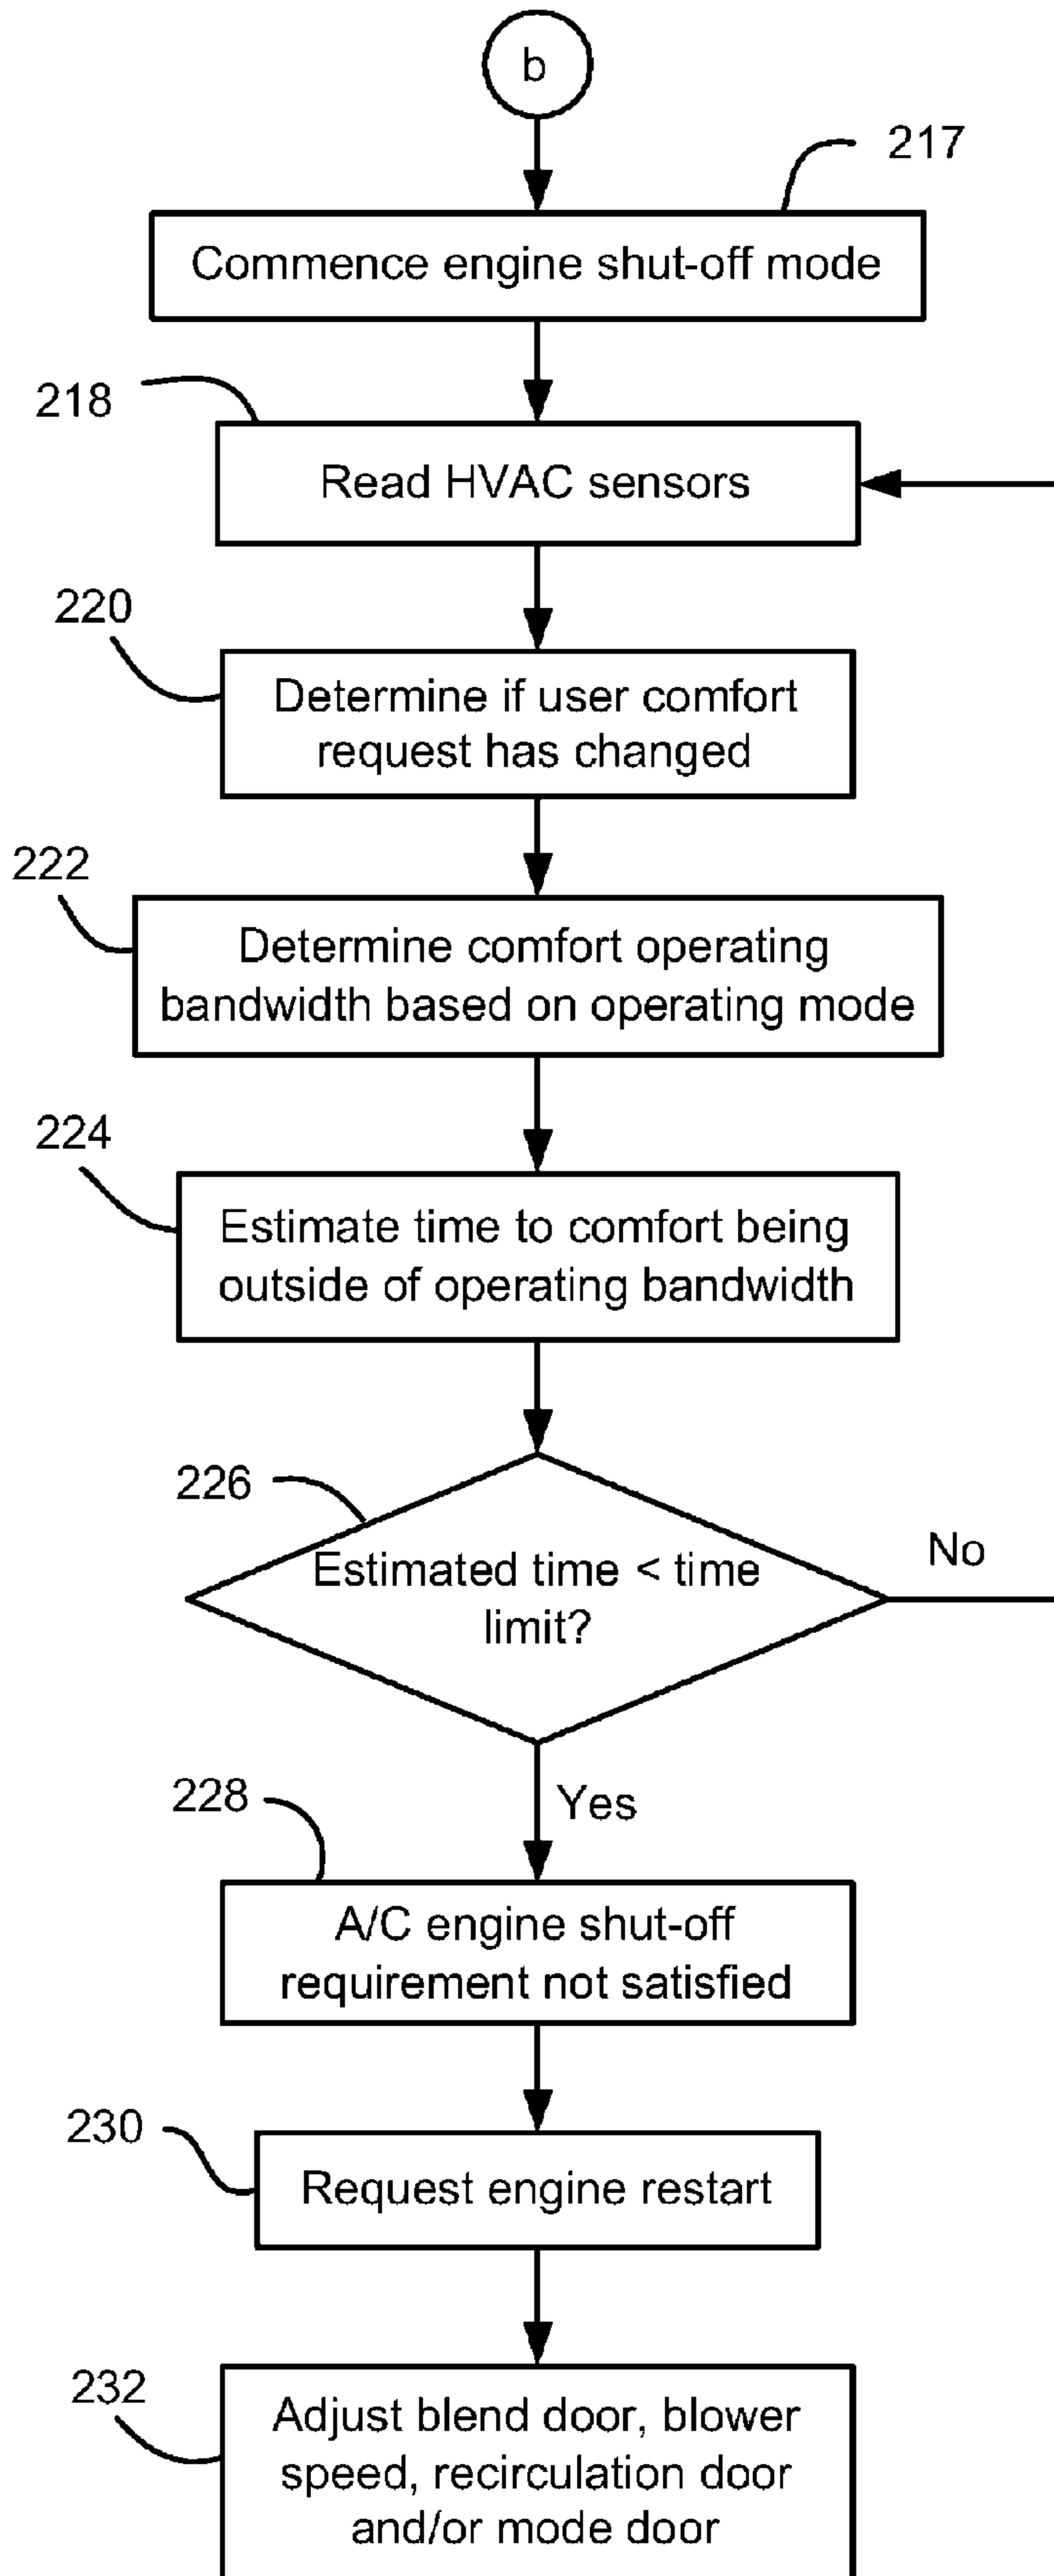 b
217
Commence engine shut-off mode
218
Read HVAC sensors
220
Determine if user comfort
request has changed
222
Determine comfort operating
bandwidth based on operating mode
224
Estimate time to comfort being
outside of operating bandwidth
226
Estimated time < time
limit?
No
Yes
228
A/C engine shut-off
requirement not satisfied
230
Request engine restart
232
Adjust blend door, blower
speed, recirculation door
and/or mode door